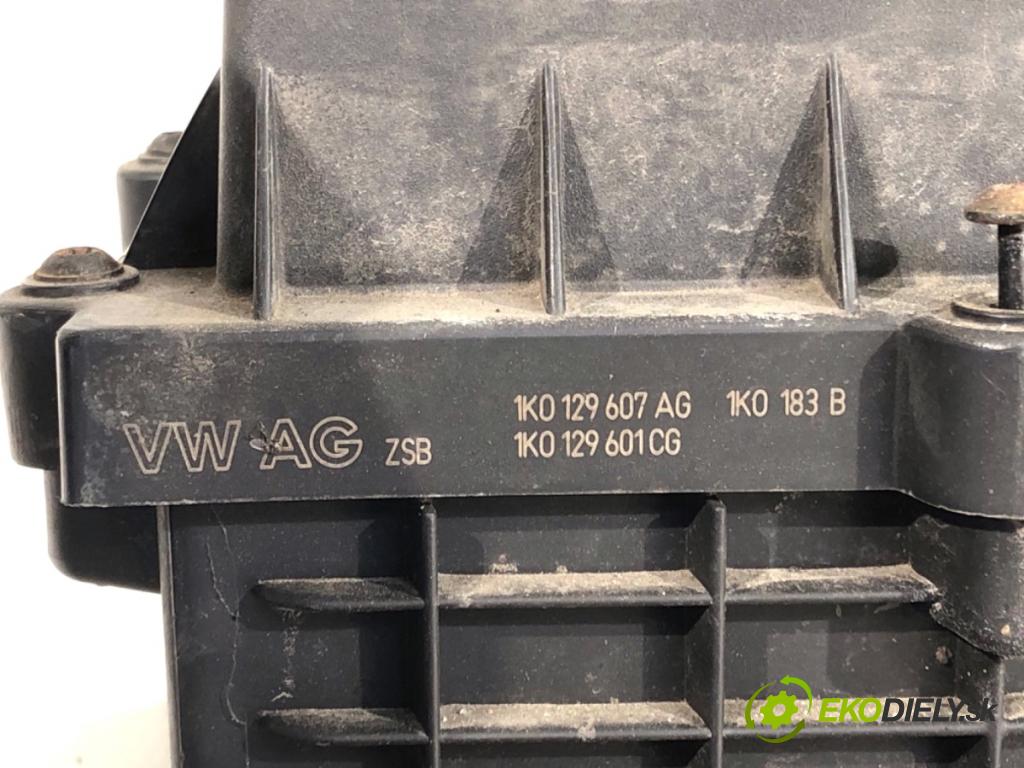 1K0 129 607 AG 1K0 183 B
VW AG ZSB 1K0 129 601 CG
EKODIELY.sk